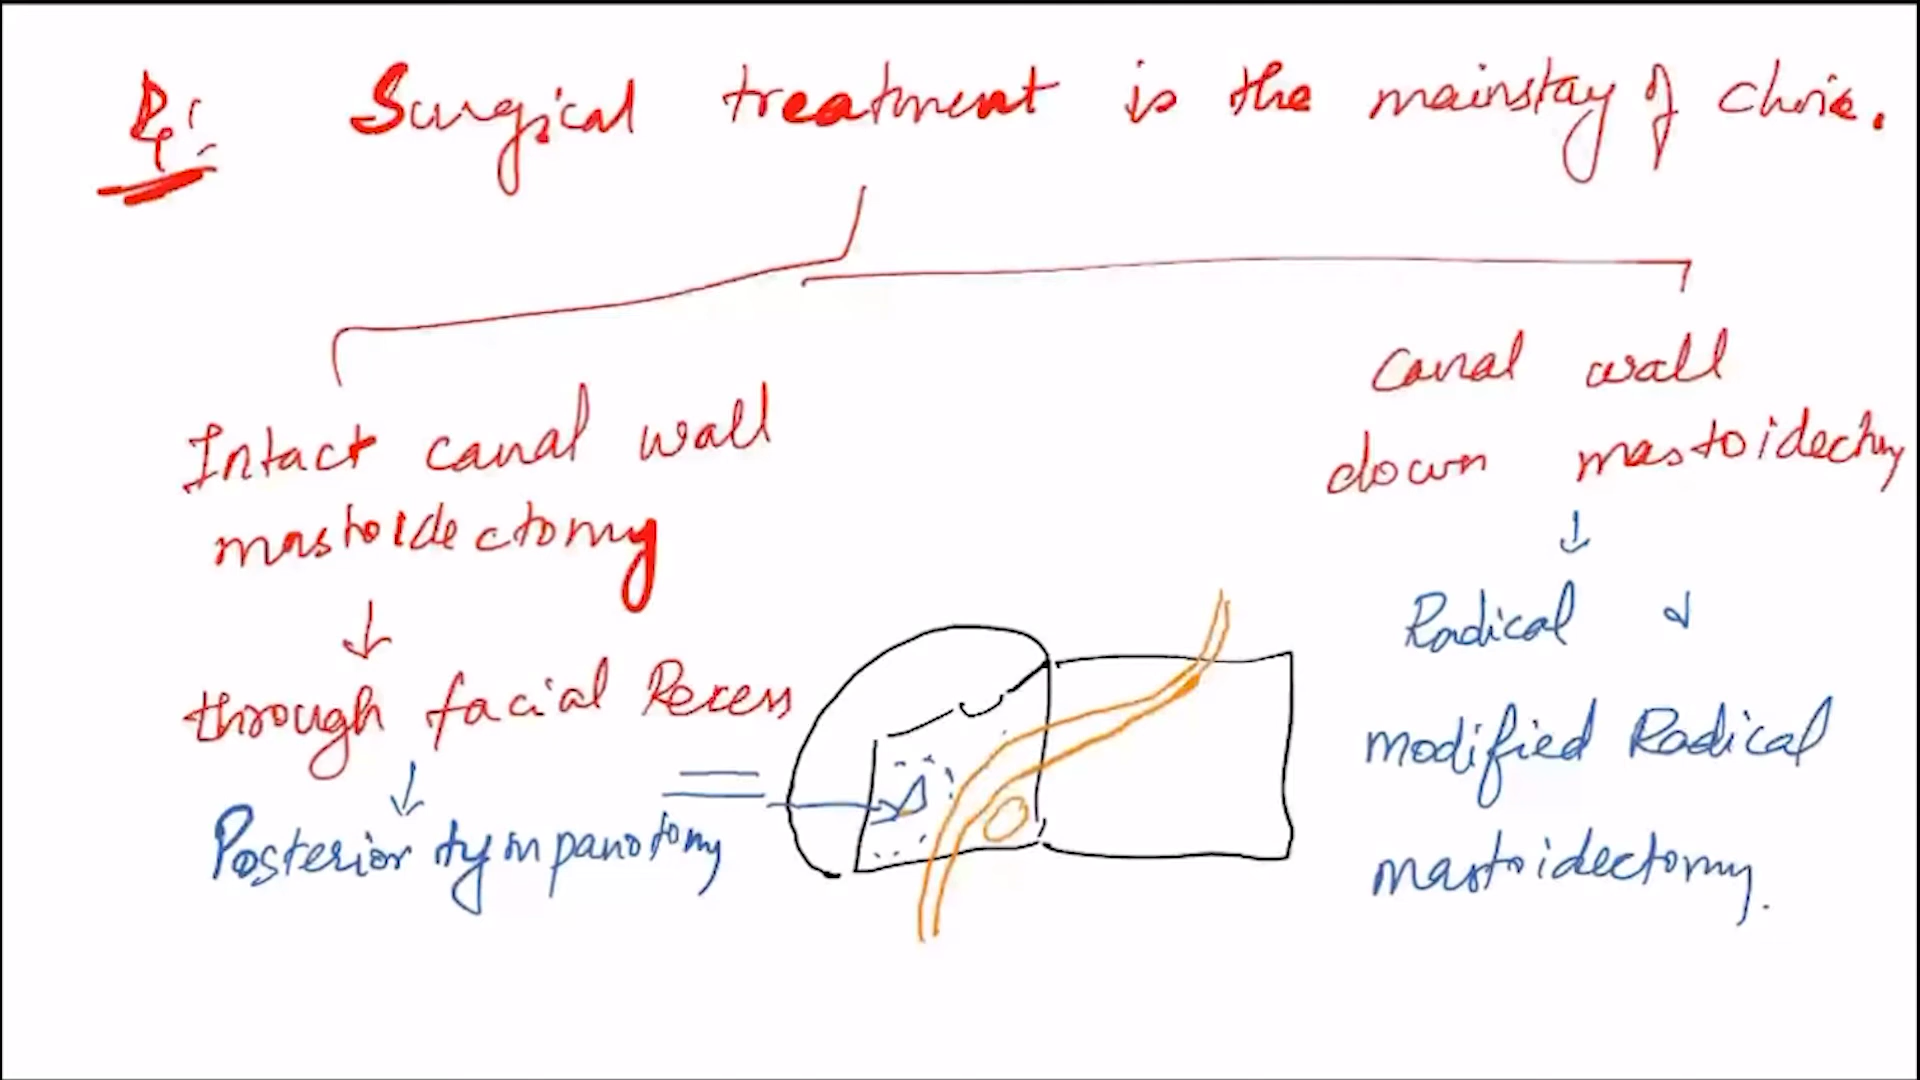 Rx:
Surgical treatment is the mainstay of choice.
Intact canal wall
mastoidectomy
through facial Recess
Posterior tympanotomy
Canal wall
down mastoidectomy
Radical &
modified Radical
mastoidectomy.